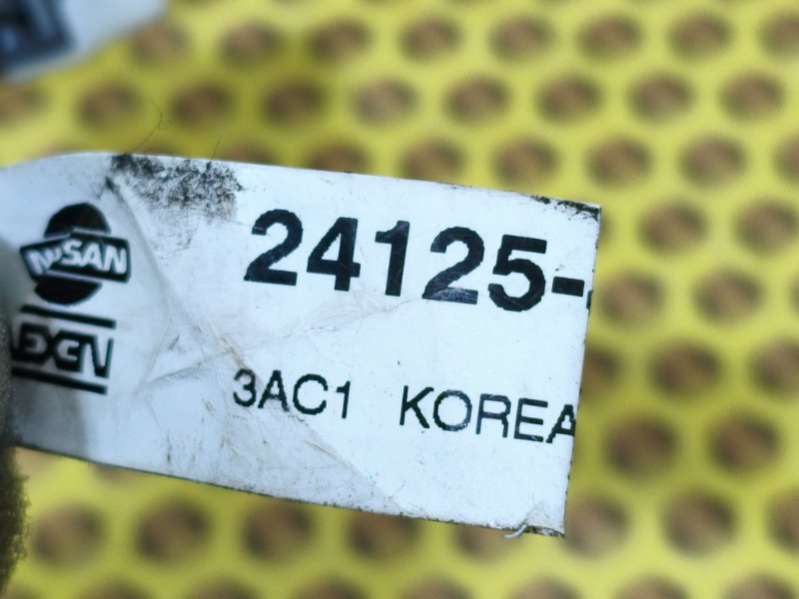 NISSAN
24125-
3AC1 KOREA